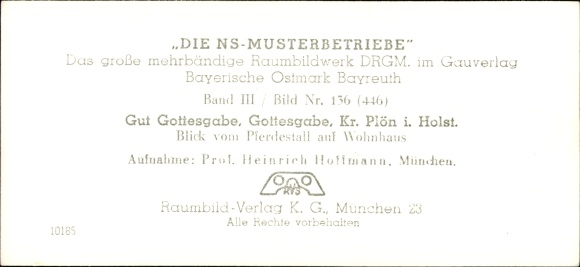 „DIE NS-MUSTERBETRIEBE"
Das große mehrbändige Raumbildwerk DRGM. im Gauverlag
Bayerische Ostmark Bayreuth
Band III / Bild Nr. 136 (446)
Gut Gottesgabe, Gottesgabe, Kr. Plön i. Holst.
Blick vom Pferdestall auf Wohnhaus
Aufnahme: Prof. Heinrich Hoffmann, München.
RVS
Raumbild-Verlag K. G., München 23
Alle Rechte vorbehalten
10185